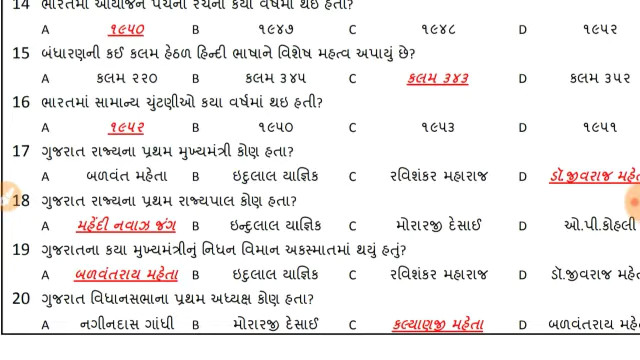 14 ભારતમાં આયોજન પંચની રચના કયા વર્ષમાં થઇ હતી?
A ૧૯૫૦ B ૧૯૪૭ C ૧૯૪૮ D ૧૯૫૨
15 બંધારણની કઈ કલમ હેઠળ હિન્દી ભાષાને વિશેષ મહત્વ અપાયું છે?
A કલમ ૨૨૦ B કલમ ૩૪૫ C કલમ ૩૪૩ D કલમ ૩૫૨
16 ભારતમાં સામાન્ય ચુંટણીઓ કયા વર્ષમાં થઇ હતી?
A ૧૯૫૨ B ૧૯૫૦ C ૧૯૫૩ D ૧૯૫૧
17 ગુજરાત રાજ્યના પ્રથમ મુખ્યમંત્રી કોણ હતા?
A બળવંત મહેતા B ઇદુલાલ યાજ્ઞિક C રવિશંકર મહારાજ D ડૉ.જીવરાજ
18 ગુજરાત રાજ્યના પ્રથમ રાજ્યપાલ કોણ હતા?
A મહેંદી નવાઝ જંગ B ઇન્દુલાલ યાજ્ઞિક C મોરારજી દેસાઈ D ઓ.પી.કોહલી
19 ગુજરાતના કયા મુખ્યમંત્રીનું નિધન વિમાન અકસ્માતમાં થયું હતું?
A બળવંતરાય મહેતા B ઇદુલાલ યાજ્ઞિક C રવિશંકર મહારાજ D ડૉ.જીવરાજ
20 ગુજરાત વિધાનસભાના પ્રથમ અધ્યક્ષ કોણ હતા?
A નગીનદાસ ગાંધી B મોરારજી દેસાઈ C કલ્યાણજી મહેતા D બળવંતરાય